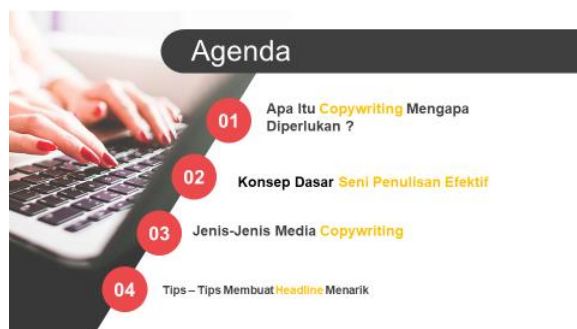 Agenda
01
Apa Itu Copywriting Mengapa
Diperlukan ?
02
Konsep Dasar Seni Penulisan Efektif
03
Jenis-Jenis Media Copywriting
04
Tips – Tips Membuat Headline Menarik